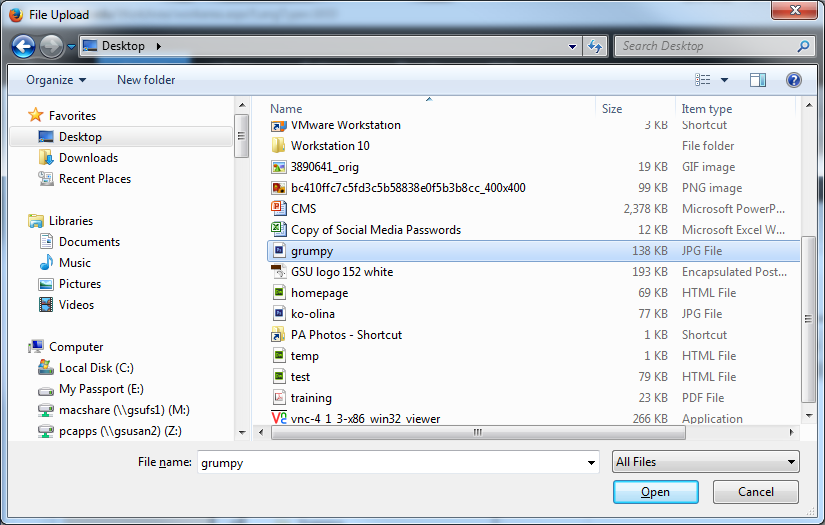 File Upload
Desktop
Search Desktop
Organize
New folder
Name Size Item type
Favorites
Desktop
Downloads
Recent Places
Libraries
Documents
Music
Pictures
Videos
Computer
Local Disk (C:)
My Passport (E:)
macshare (\\gsufs1) (M:)
pcapps (\\gsusan2) (Z:)
VMware Workstation 3 KB Shortcut
Workstation 10 File folder
3890641_orig 19 KB GIF image
bc410ffc7c5fd3c5b58838e0f5b3b8cc_400x400 99 KB PNG image
CMS 2,378 KB Microsoft PowerP...
Copy of Social Media Passwords 12 KB Microsoft Excel W...
grumpy 138 KB JPG File
GSU logo 152 white 193 KB Encapsulated Post...
homepage 69 KB HTML File
ko-olina 77 KB JPG File
PA Photos - Shortcut 1 KB Shortcut
temp 1 KB HTML File
test 79 KB HTML File
training 23 KB PDF File
vnc-4_1_3-x86_win32_viewer 266 KB Application
File name: grumpy All Files
Open Cancel